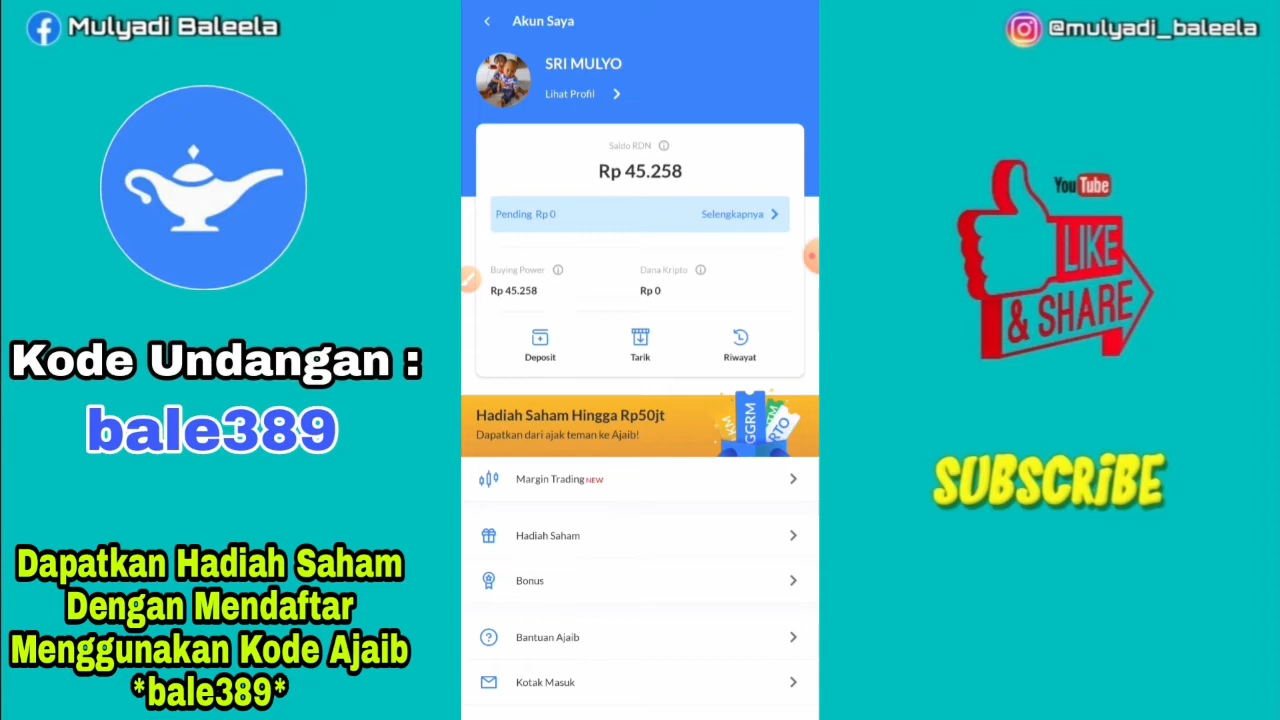 Mulyadi Baleela
@mulyadi_baleela
Kode Undangan :
bale389
Dapatkan Hadiah Saham
Dengan Mendaftar
Menggunakan Kode Ajaib
*bale389*
Akun Saya
SRI MULYO
Lihat Profil
Saldo RDN
Rp 45.258
Pending Rp 0
Selengkapnya
Buying Power
Rp 45.258
Dana Kripto
Rp 0
Deposit
Tarik
Riwayat
Hadiah Saham Hingga Rp50jt
Dapatkan dari ajak teman ke Ajaib!
GGRM
Margin Trading NEW
Hadiah Saham
Bonus
Bantuan Ajaib
Kotak Masuk
YouTube
LIKE
& SHARE
SUBSCRiBE